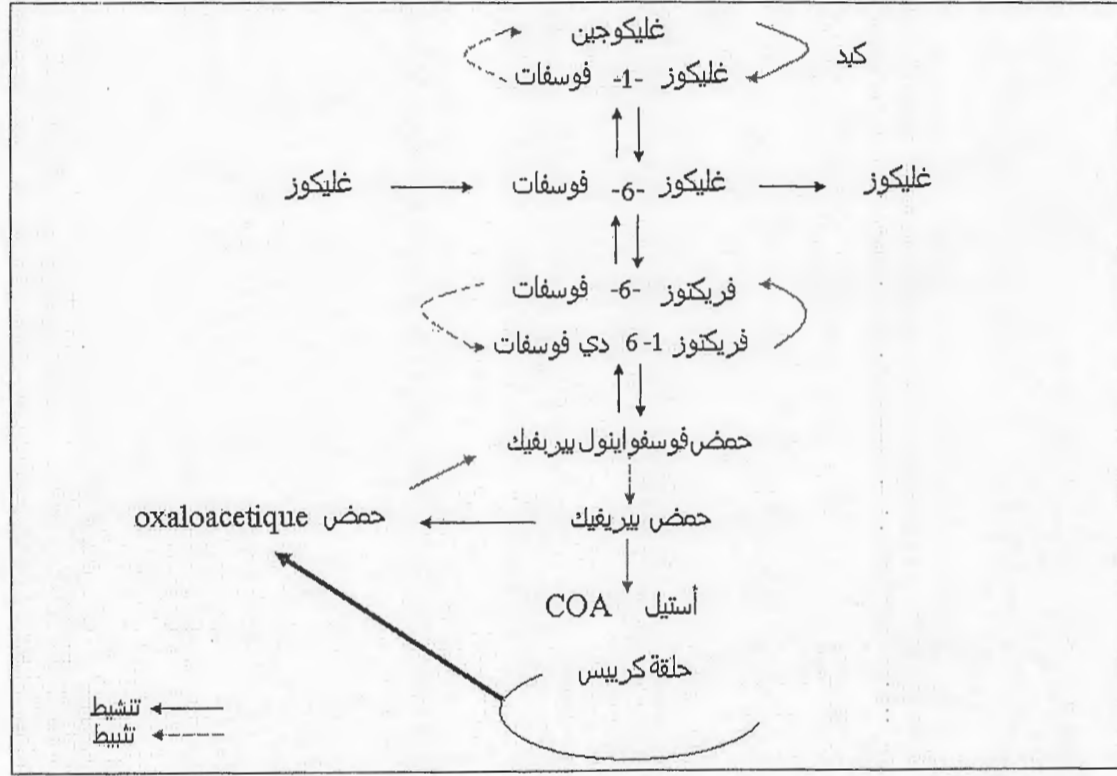 غليكوجين
كبد
غليكوز -1- فوسفات
غليكوز
غليكوز -6- فوسفات
غليكوز
فريكتوز -6- فوسفات
فريكتوز 1-6 دي فوسفات
حمض فوسفو اينول بيريفيك
حمض بيريفيك
حمض oxaloacetique
أستيل COA
حلقة كريبس
تنشيط
تثبيط